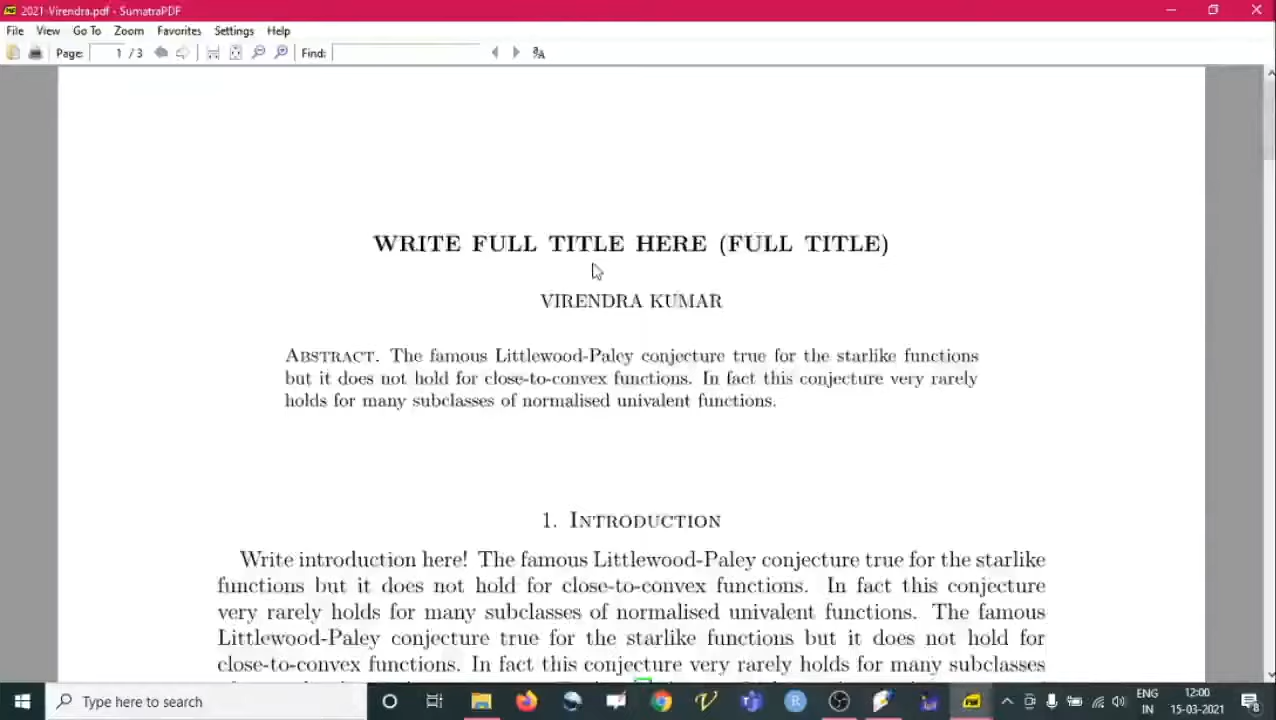 2021-Virendra.pdf - SumatraPDF
File View Go To Zoom Favorites Settings Help
Page: 1 / 3 Find:
WRITE FULL TITLE HERE (FULL TITLE)
VIRENDRA KUMAR
Abstract. The famous Littlewood-Paley conjecture true for the starlike functions
but it does not hold for close-to-convex functions. In fact this conjecture very rarely
holds for many subclasses of normalised univalent functions.
1. Introduction
Write introduction here! The famous Littlewood-Paley conjecture true for the starlike
functions but it does not hold for close-to-convex functions. In fact this conjecture
very rarely holds for many subclasses of normalised univalent functions. The famous
Littlewood-Paley conjecture true for the starlike functions but it does not hold for
close-to-convex functions. In fact this conjecture very rarely holds for many subclasses
Type here to search
ENG 12:00
IN 15-03-2021